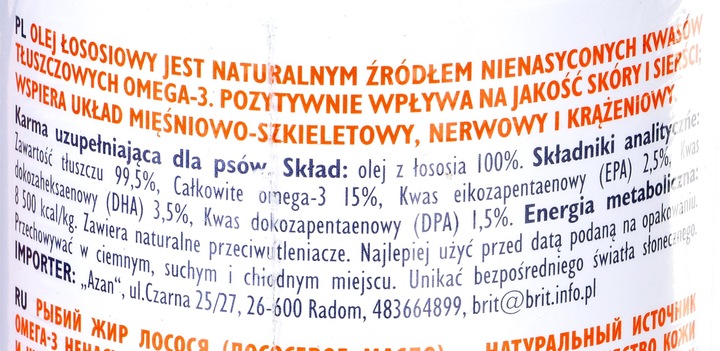 PL OLEJ ŁOSOSIOWY JEST NATURALNYM ŹRÓDŁEM NIENASYCONYCH KWASÓW
TŁUSZCZOWYCH OMEGA-3. POZYTYWNIE WPŁYWA NA JAKOŚĆ SKÓRY I SIERŚCI;
WSPIERA UKŁAD MIĘŚNIOWO-SZKIELETOWY, NERWOWY I KRĄŻENIOWY.
Karma uzupełniająca dla psów. Skład: olej z łososia 100%. Składniki analityczne:
Zawartość tłuszczu 99,5%, Całkowite omega-3 15%, Kwas eikozapentaenowy (EPA) 2,5%, Kwas
dokozaheksaenowy (DHA) 3,5%, Kwas dokozapentaenowy (DPA) 1,5%. Energia metaboliczna:
8 500 kcal/kg. Zawiera naturalne przeciwutleniacze. Najlepiej użyć przed datą podaną na opakowaniu.
Przechowywać w ciemnym, suchym i chłodnym miejscu. Unikać bezpośredniego światła słonecznego.
IMPORTER: „Azan”, ul.Czarna 25/27, 26-600 Radom, 483664899, brit@brit.info.pl
RU РЫБИЙ ЖИР ЛОСОСЯ (ЛОСОСЕВОЕ МАСЛО) - НАТУРАЛЬНЫЙ ИСТОЧНИК
ОМЕГА-3 КОЖИ